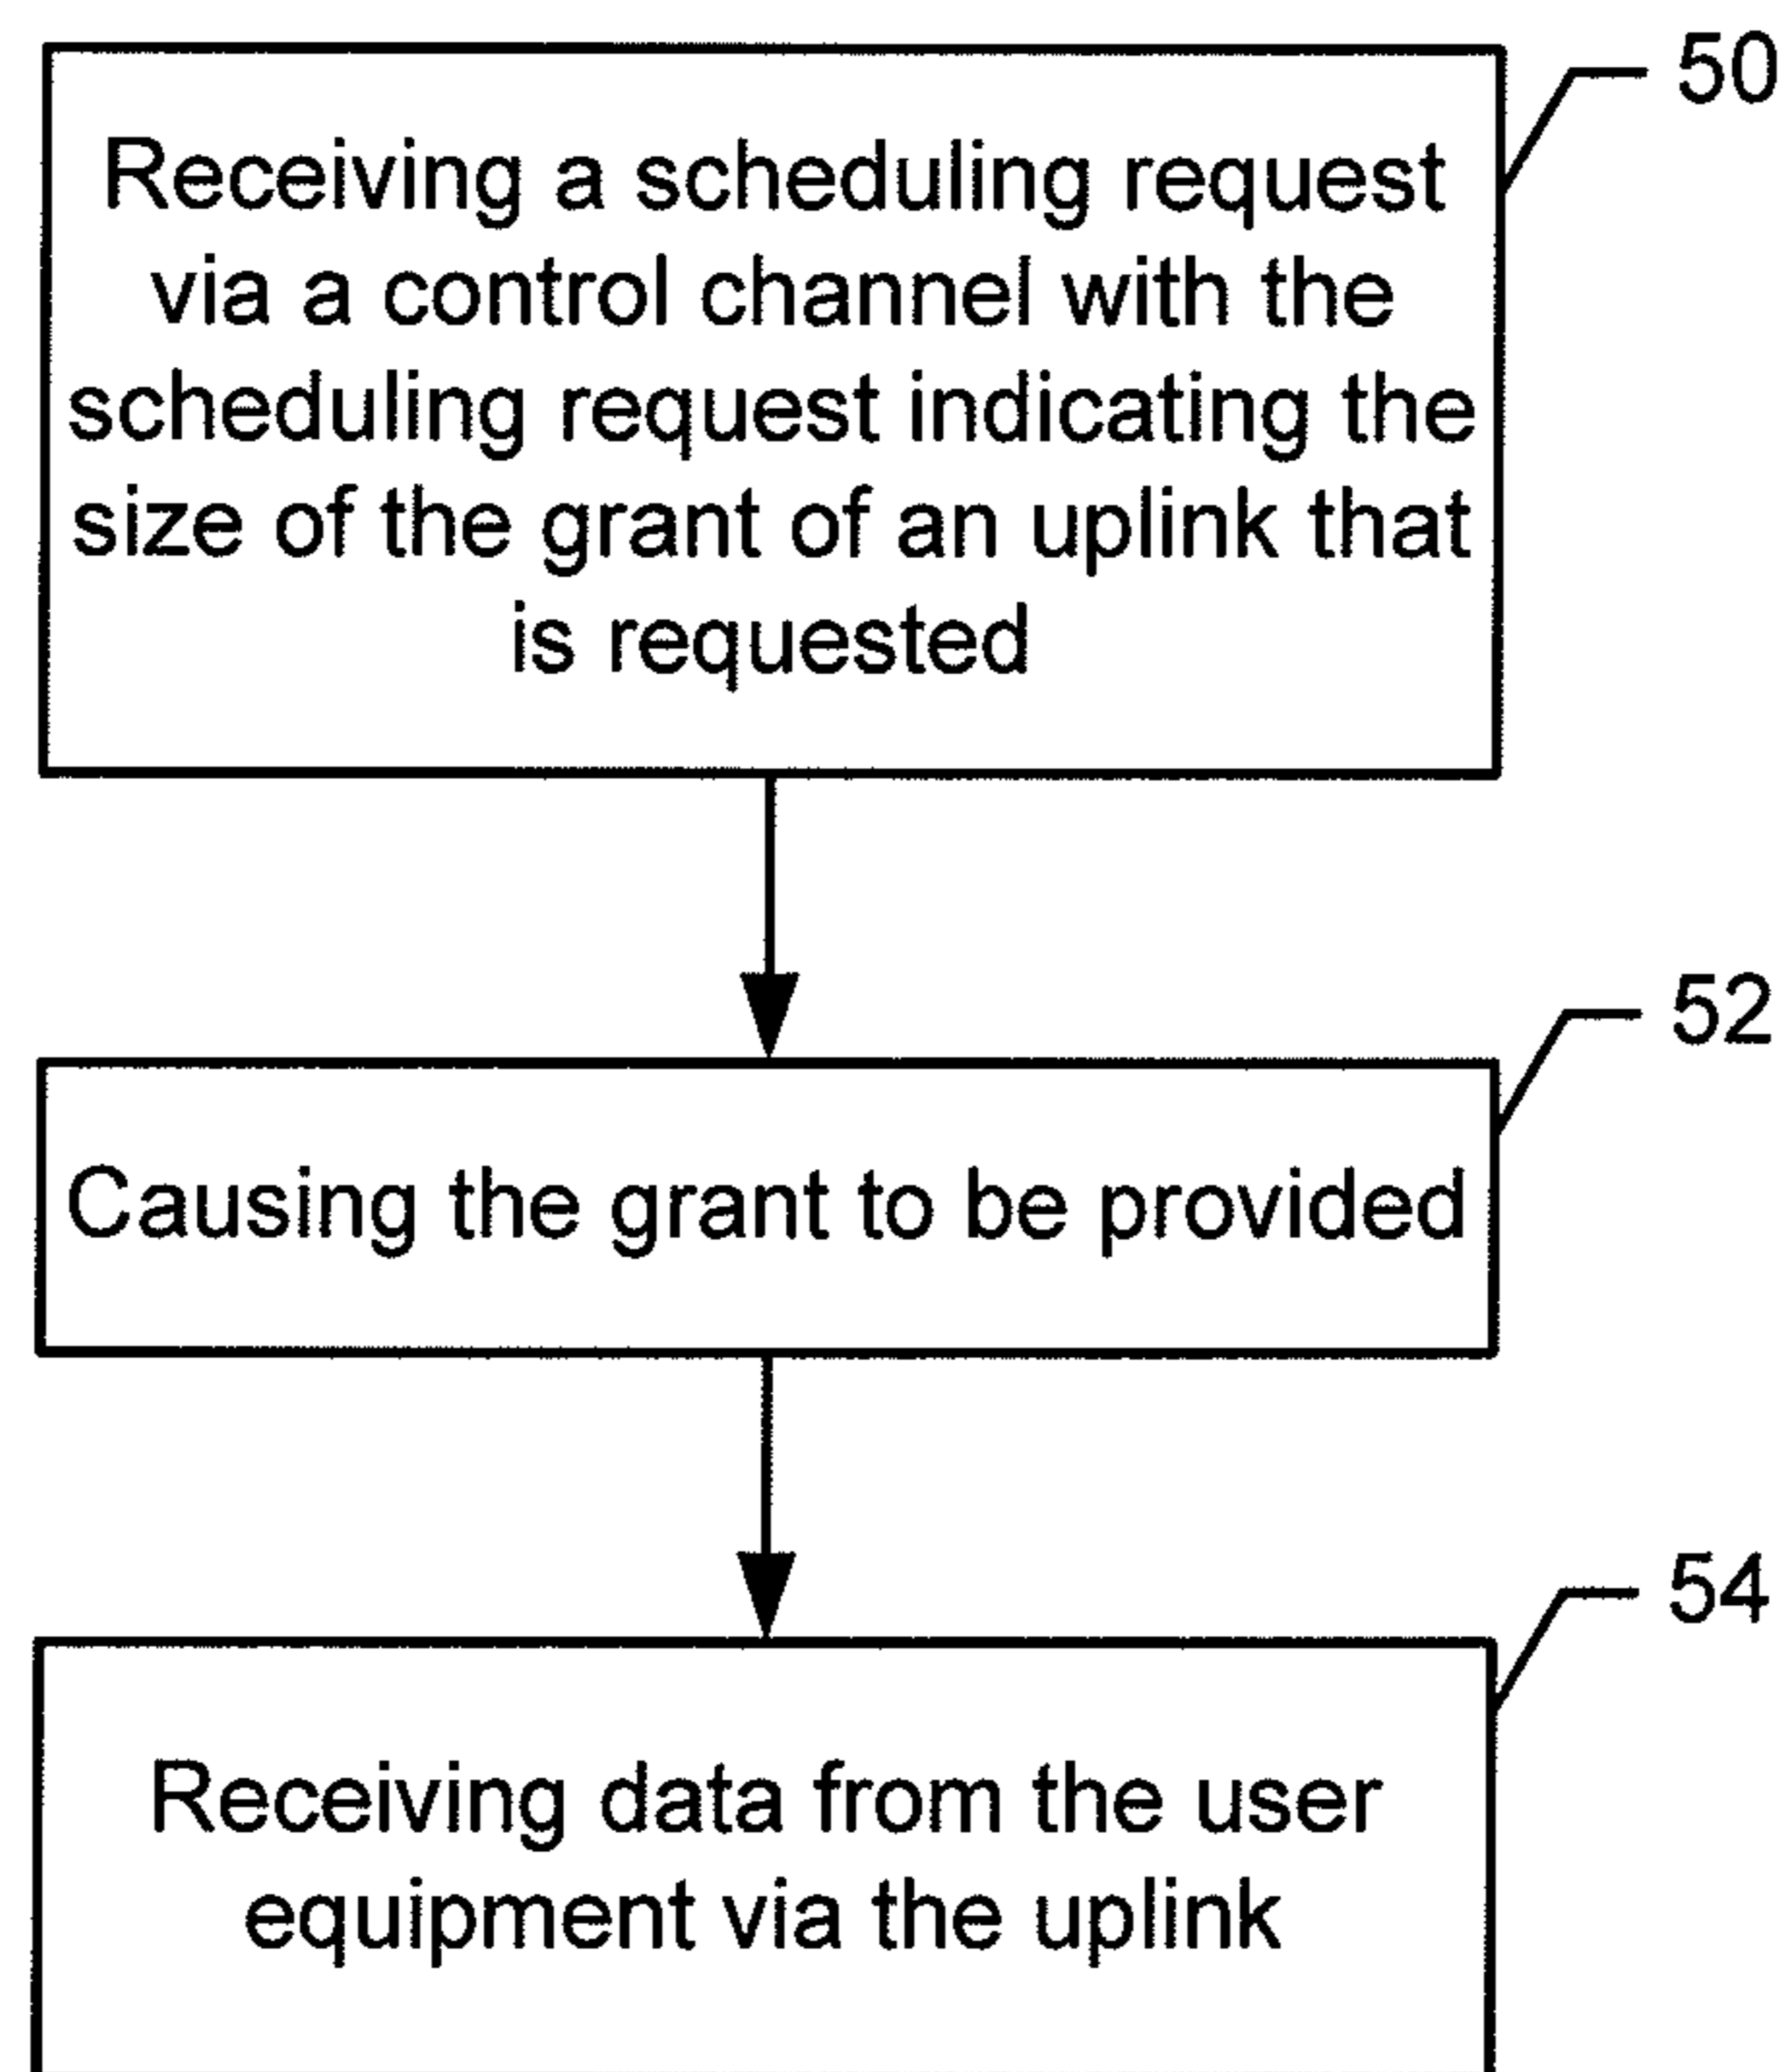 50
Receiving a scheduling request
via a control channel with the
scheduling request indicating the
size of the grant of an uplink that
is requested
52
Causing the grant to be provided
54
Receiving data from the user
equipment via the uplink